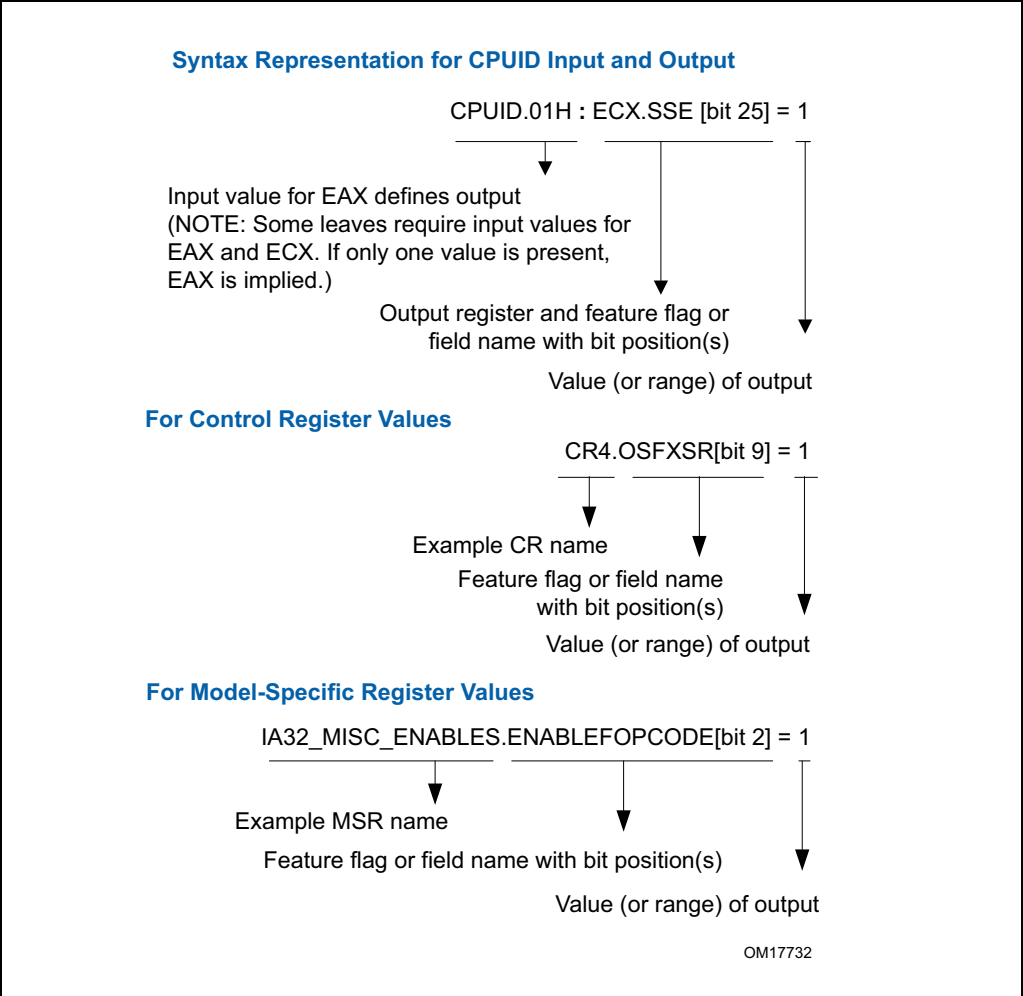 Syntax Representation for CPUID Input and Output
CPUID.01H : ECX.SSE [bit 25] = 1
Input value for EAX defines output
(NOTE: Some leaves require input values for
EAX and ECX. If only one value is present,
EAX is implied.)
Output register and feature flag or
field name with bit position(s)
Value (or range) of output
For Control Register Values
CR4.OSFXSR[bit 9] = 1
Example CR name
Feature flag or field name
with bit position(s)
Value (or range) of output
For Model-Specific Register Values
IA32_MISC_ENABLES.ENABLEFOPCODE[bit 2] = 1
Example MSR name
Feature flag or field name with bit position(s)
Value (or range) of output
OM17732